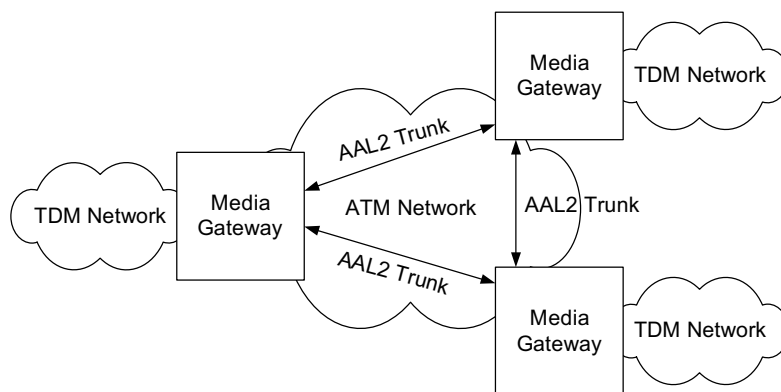 Media
Gateway
TDM Network
AAL2 Trunk
TDM Network
Media
Gateway
ATM Network
AAL2 Trunk
AAL2 Trunk
Media
Gateway
TDM Network